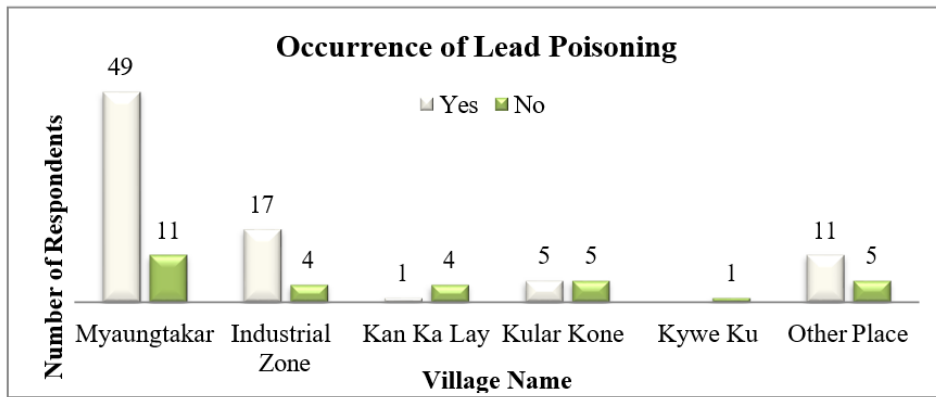 Occurrence of Lead Poisoning
Yes No
Number of Respondents
49 11 17 4 1 4 5 5 1 11 5
Myaungtakar Industrial Zone Kan Ka Lay Kular Kone Kywe Ku Other Place
Village Name